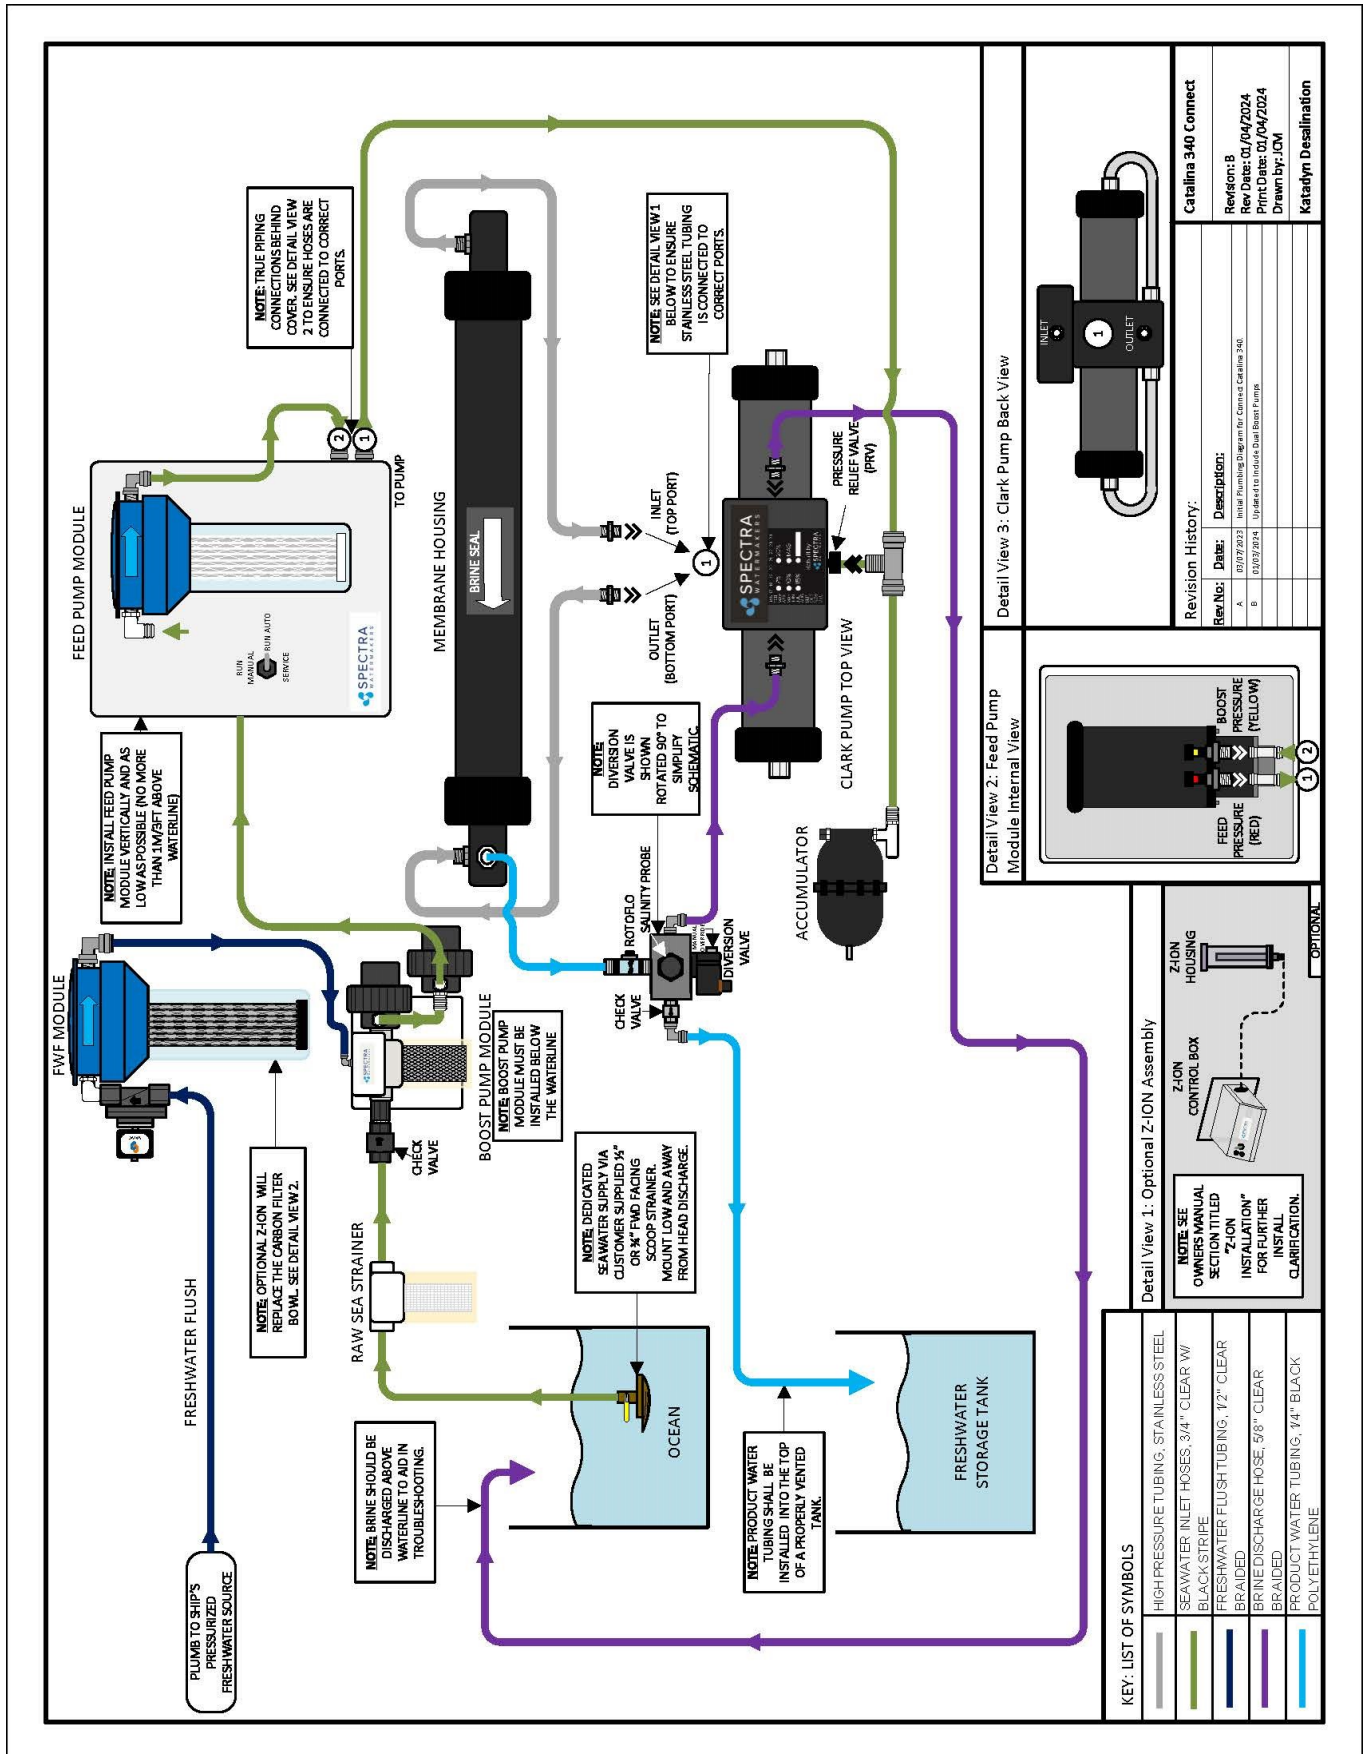 FRESHWATER FLUSH
PLUMB TO SHIP'S
PRESSURIZED
FRESHWATER SOURCE
FWF MODULE
NOTE: OPTIONAL Z-ION WILL
REPLACE THE CARBON FILTER
BOWL. SEE DETAIL VIEW 2.
NOTE: INSTALL FEED PUMP
MODULE VERTICALLY AND AS
LOW AS POSSIBLE (NO MORE
THAN 1M/3FT ABOVE
WATERLINE)
FEED PUMP MODULE
RUN
MANUAL
RUN AUTO
SERVICE
SPECTRA
WATERMAKERS
TO PUMP
2
1
NOTE: TRUE PIPING
CONNECTIONS BEHIND
COVER. SEE DETAIL VIEW
2 TO ENSURE HOSES ARE
CONNECTED TO CORRECT
PORTS.
RAW SEA STRAINER
CHECK
VALVE
SPECTRA
BOOST PUMP MODULE
NOTE: BOOST PUMP
MODULE MUST BE
INSTALLED BELOW
THE WATERLINE
MEMBRANE HOUSING
BRINE SEAL
NOTE: BRINE SHOULD BE
DISCHARGED ABOVE
WATERLINE TO AID IN
TROUBLESHOOTING.
OCEAN
NOTE: DEDICATED
SEAWATER SUPPLY VIA
CUSTOMER SUPPLIED ½"
OR ¾" FWD FACING
SCOOP STRAINER.
MOUNT LOW AND AWAY
FROM HEAD DISCHARGE.
NOTE:
DIVERSION
VALVE IS
SHOWN
ROTATED 90° TO
SIMPLIFY
SCHEMATIC.
OUTLET
(BOTTOM PORT)
INLET
(TOP PORT)
1
NOTE: SEE DETAIL VIEW 1
BELOW TO ENSURE
STAINLESS STEEL TUBING
IS CONNECTED TO
CORRECT PORTS.
CHECK
VALVE
ROTOFLO
SALINITY PROBE
MANUAL
DIVERSION
VALVE
SPECTRA
WATERMAKERS
SPECTRA
PRESSURE
RELIEF VALVE
(PRV)
CLARK PUMP TOP VIEW
ACCUMULATOR
NOTE: PRODUCT WATER
TUBING SHALL BE
INSTALLED INTO THE TOP
OF A PROPERLY VENTED
TANK.
FRESHWATER
STORAGE TANK
KEY: LIST OF SYMBOLS
HIGH PRESSURE TUBING, STAINLESS STEEL
SEAWATER INLET HOSES, 3/4" CLEAR W/
BLACK STRIPE
FRESHWATER FLUSH TUBING, 1/2" CLEAR
BRAIDED
BRINE DISCHARGE HOSE, 5/8" CLEAR
BRAIDED
PRODUCT WATER TUBING, 1/4" BLACK
POLYETHYLENE
Detail View 1: Optional Z-ION Assembly
NOTE: SEE
OWNERS MANUAL
SECTION TITLED
"Z-ION
INSTALLATION"
FOR FURTHER
INSTALL
CLARIFICATION.
Z-ION
CONTROL BOX
Z-ION
HOUSING
OPTIONAL
Detail View 2: Feed Pump
Module Internal View
FEED
PRESSURE
(RED)
BOOST
PRESSURE
(YELLOW)
1
2
Detail View 3: Clark Pump Back View
INLET
1
OUTLET
Revision History:
Rev No: Date: Description:
A 03/07/2023 Initial Plumbing Diagram for Connect Catalina 340.
B 01/03/2024 Updated to Include Dual Boost Pumps
Catalina 340 Connect
Revision: B
Rev Date: 01/04/2024
Print Date: 01/04/2024
Drawn by: JCM
Katadyn Desalination